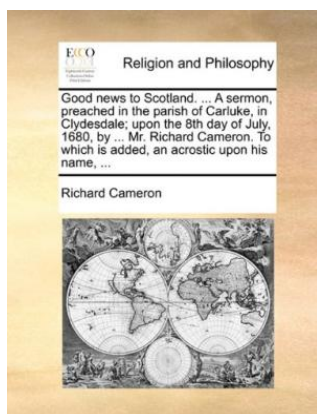 ECCO
Religion and Philosophy
Good news to Scotland. ... A sermon,
preached in the parish of Carluke, in
Clydesdale; upon the 8th day of July,
1680, by ... Mr. Richard Cameron. To
which is added, an acrostic upon his
name, ...
Richard Cameron